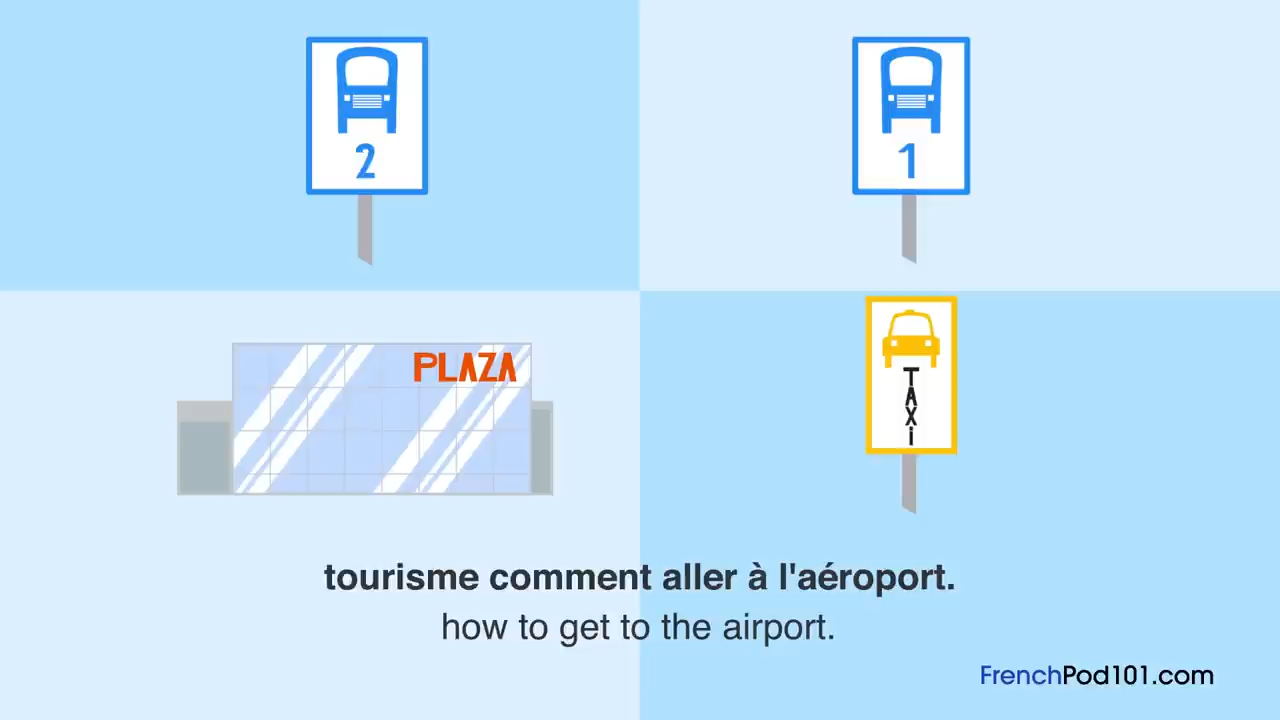 2
1
PLAZA
TAXi
tourisme comment aller à l'aéroport.
how to get to the airport.
FrenchPod101.com